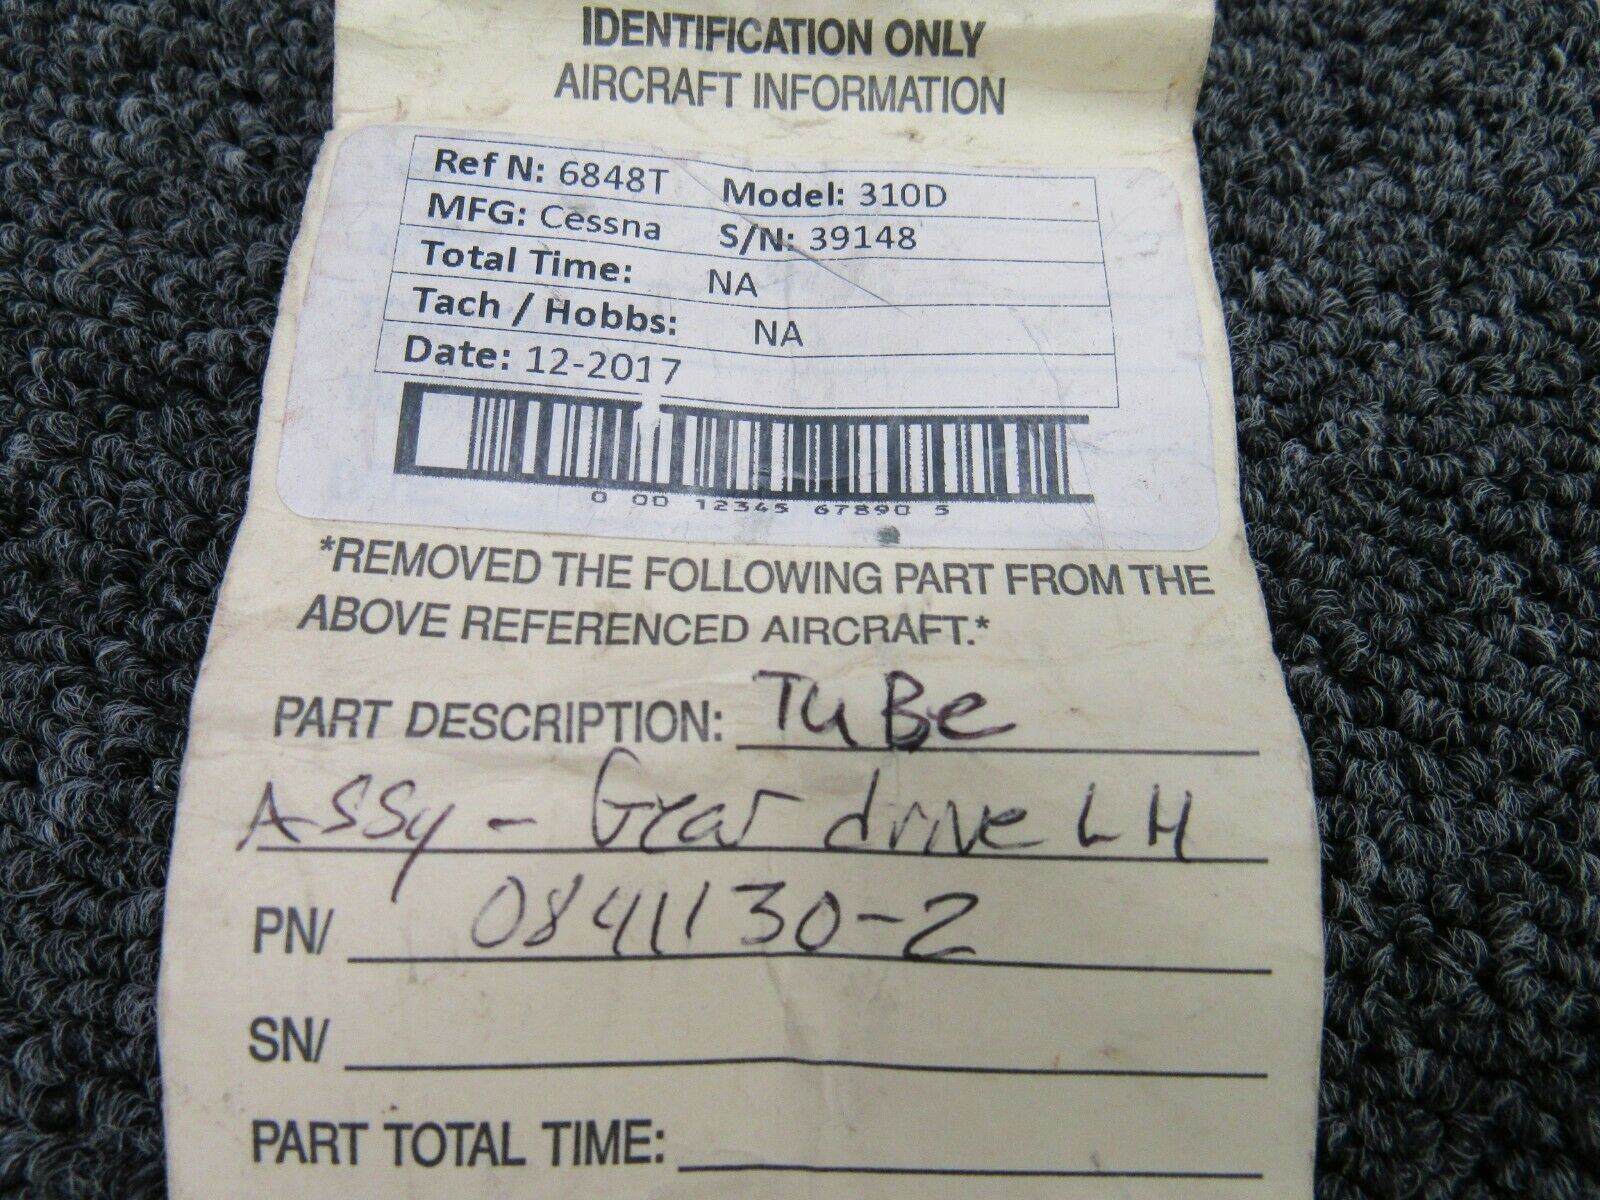 IDENTIFICATION ONLY
AIRCRAFT INFORMATION
Ref N: 6848T Model: 310D
MFG: Cessna S/N: 39148
Total Time: NA
Tach / Hobbs: NA
Date: 12-2017
0 00 12345 67890 5
*REMOVED THE FOLLOWING PART FROM THE
ABOVE REFERENCED AIRCRAFT.*
PART DESCRIPTION: TuBe
ASSy - Gear drive LH
PN/ 0841130-2
SN/
PART TOTAL TIME: